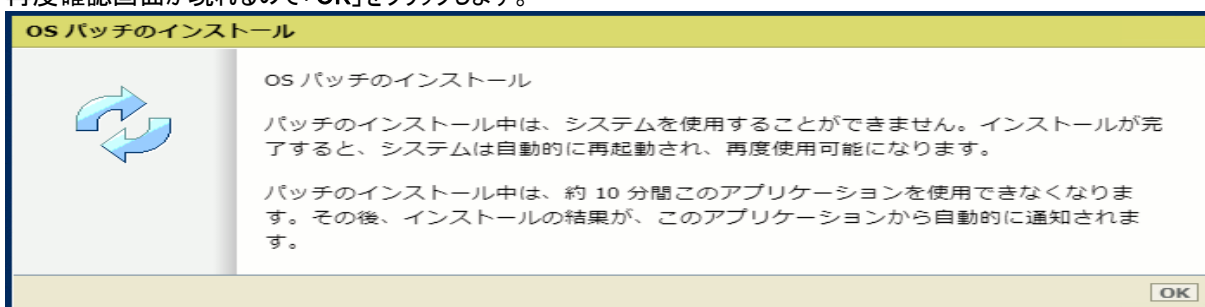 再度確認画面が現れるので「OK」をクリックします。
OS パッチのインストール
OS パッチのインストール
パッチのインストール中は、システムを使用することができません。インストールが完
了すると、システムは自動的に再起動され、再度使用可能になります。
パッチのインストール中は、約 10 分間このアプリケーションを使用できなくなりま
す。その後、インストールの結果が、このアプリケーションから自動的に通知されま
す。
OK